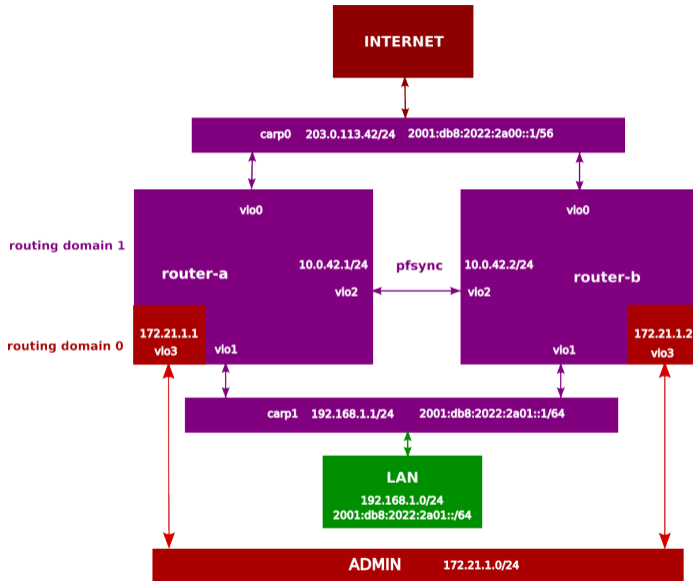 INTERNET
carp0 203.0.113.42/24 2001:db8:2022:2a00::1/56
vio0
vio0
routing domain 1
router-a
10.0.42.1/24
vio2
pfsync
10.0.42.2/24
vio2
router-b
routing domain 0
172.21.1.1
vio3
vio1
vio1
172.21.1.2
vio3
carp1 192.168.1.1/24 2001:db8:2022:2a01::1/64
LAN
192.168.1.0/24
2001:db8:2022:2a01::/64
ADMIN 172.21.1.0/24